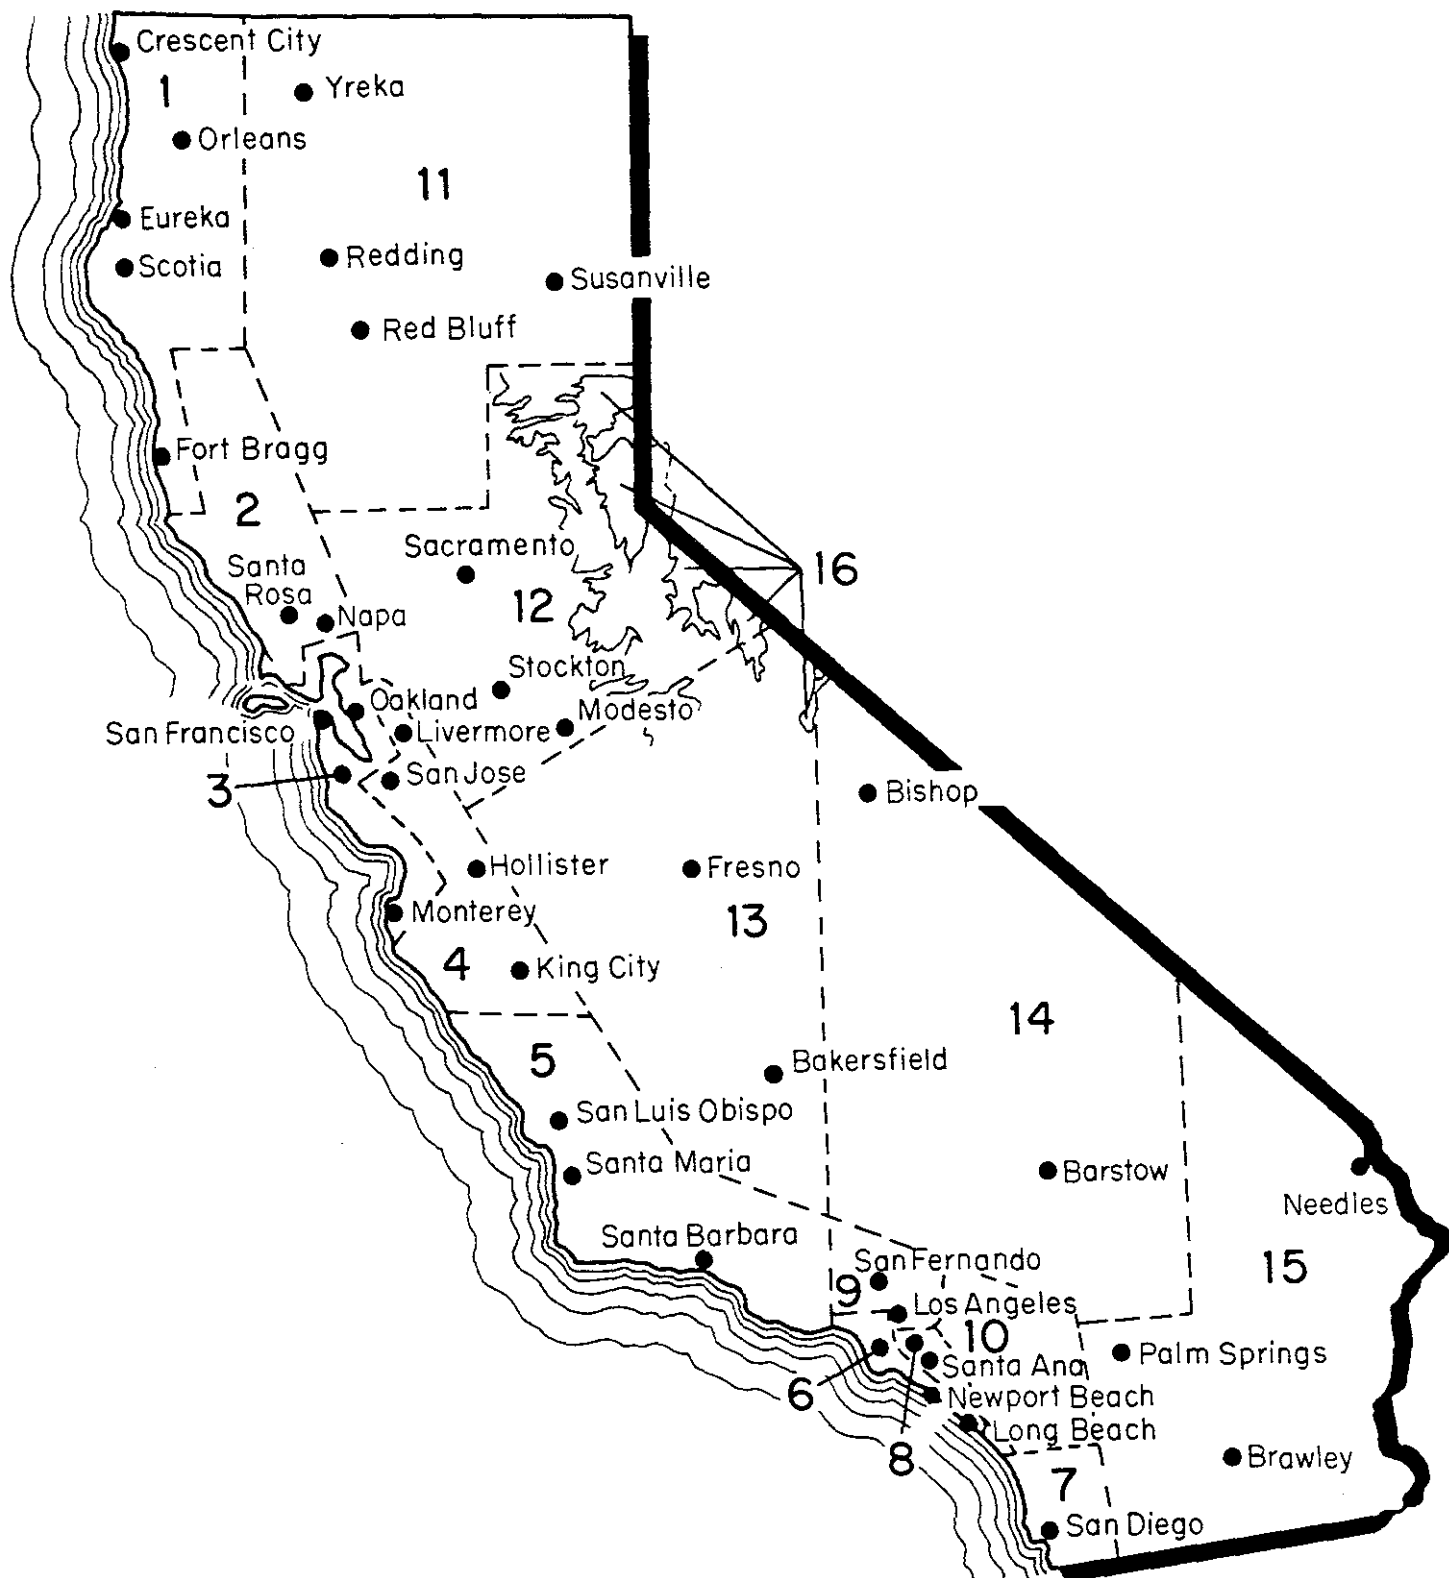 Crescent City
1
Yreka
Orleans
11
Eureka
Scotia
Redding
Susanville
Red Bluff
Fort Bragg
2
Sacramento
16
Santa
Rosa
12
Napa
Stockton
Oakland
Modesto
San Francisco
Livermore
3
San Jose
Bishop
Hollister
Fresno
Monterey
13
4
King City
14
5
Bakersfield
San Luis Obispo
Santa Maria
Barstow
Needles
Santa Barbara
San Fernando
15
9
Los Angeles
10
Palm Springs
Santa Ana
6
Newport Beach
Long Beach
8
Brawley
7
San Diego